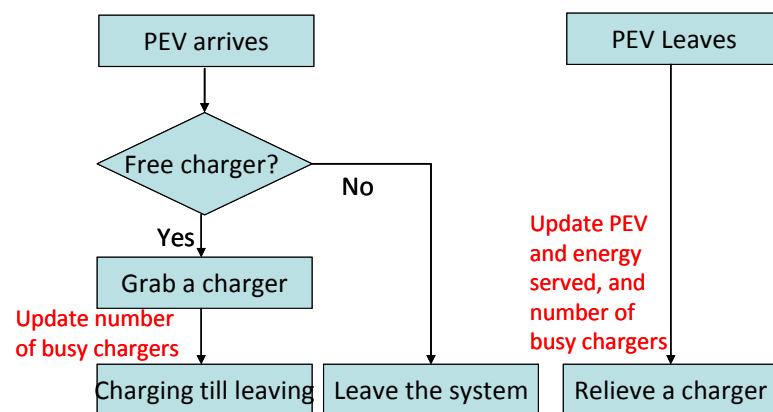 PEV arrives
PEV Leaves
Free charger?
No
Yes
Grab a charger
Update number
of busy chargers
Update PEV
and energy
served, and
number of
busy chargers
Charging till leaving
Leave the system
Relieve a charger